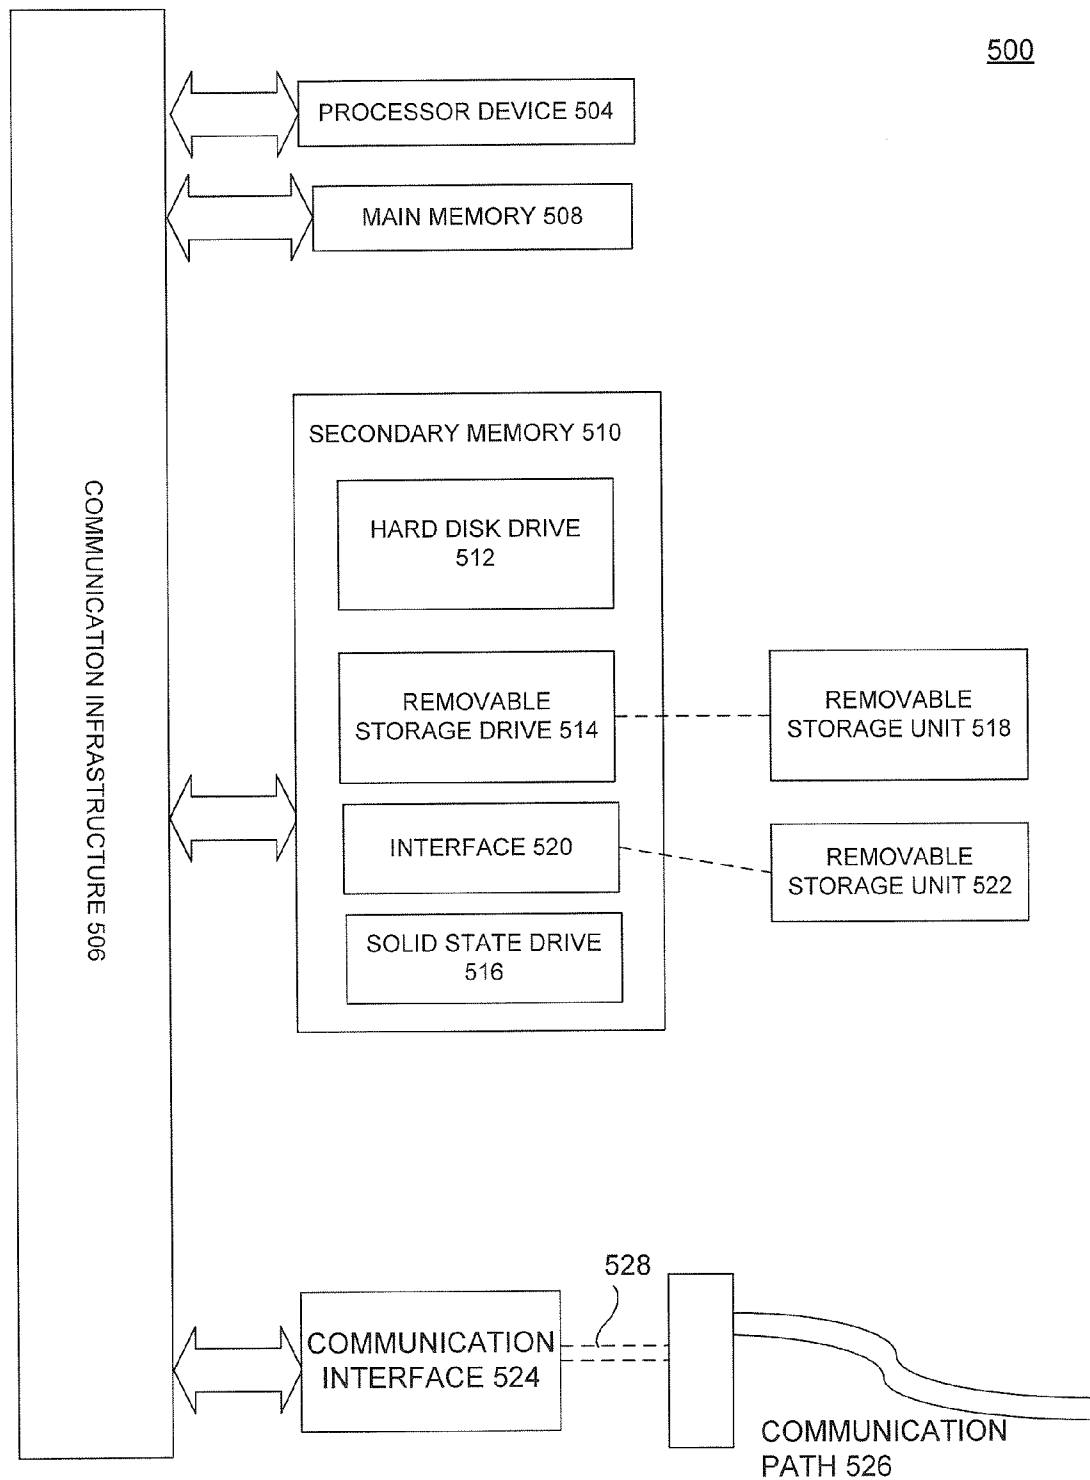 500
PROCESSOR DEVICE 504
MAIN MEMORY 508
COMMUNICATION INFRASTRUCTURE 506
SECONDARY MEMORY 510
HARD DISK DRIVE
512
REMOVABLE
STORAGE DRIVE 514
REMOVABLE
STORAGE UNIT 518
INTERFACE 520
REMOVABLE
STORAGE UNIT 522
SOLID STATE DRIVE
516
528
COMMUNICATION
INTERFACE 524
COMMUNICATION
PATH 526